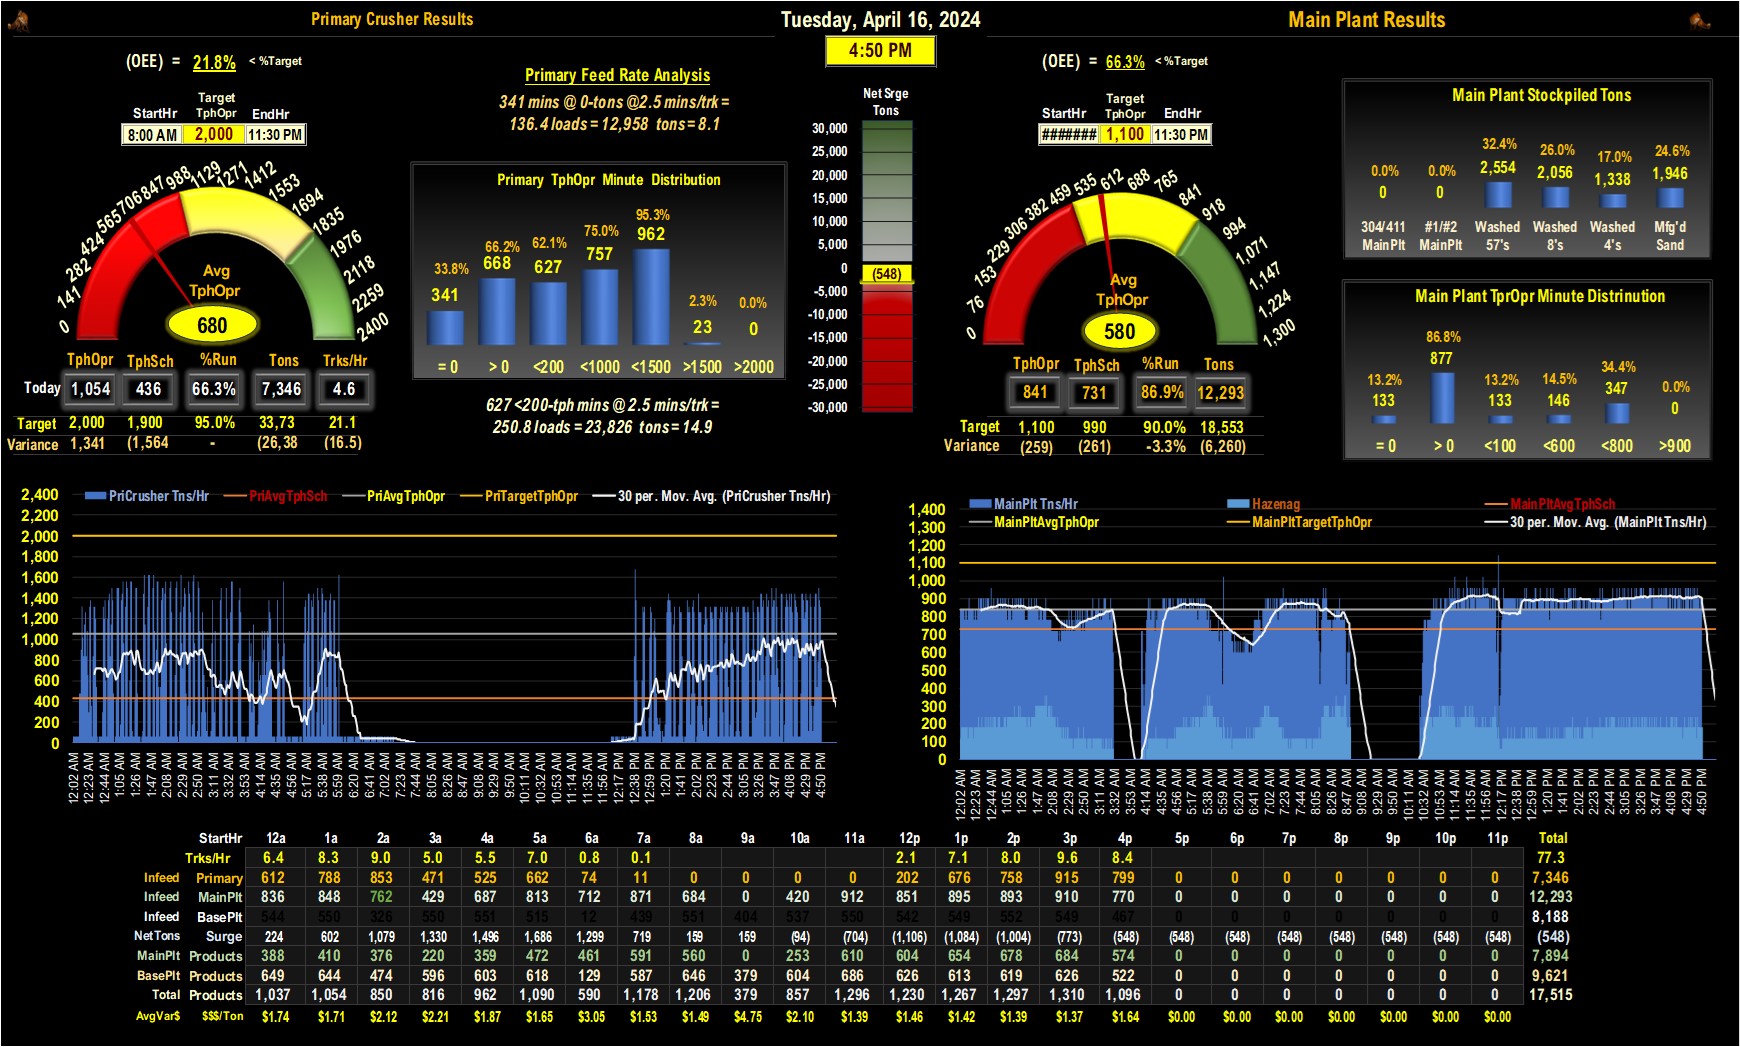 Primary Crusher Results
Tuesday, April 16, 2024
Main Plant Results
4:50 PM
(OEE) = 21.8% < %Target
Target
StartHr TphOpr EndHr
8:00 AM 2,000 11:30 PM
0 141 282 424 565 706 847 988 1129 1271 1412 1553 1694 1835 1976 2118 2259 2400
Avg
TphOpr
680
TphOpr TphSch %Run Tons Trks/Hr
Today 1,054 436 66.3% 7,346 4.6
Target 2,000 1,900 95.0% 33,73 21.1
Variance 1,341 (1,564 - (26,38 (16.5)
Primary Feed Rate Analysis
341 mins @ 0-tons @2.5 mins/trk =
136.4 loads = 12,958 tons = 8.1
Primary TphOpr Minute Distribution
33.8% 66.2% 62.1% 75.0% 95.3% 2.3% 0.0%
341 668 627 757 962 23 0
= 0 > 0 <200 <1000 <1500 >1500 >2000
627 <200-tph mins @ 2.5 mins/trk =
250.8 loads = 23,826 tons = 14.9
Net Srge
Tons
30,000
25,000
20,000
15,000
10,000
5,000
0
(548)
-5,000
-10,000
-15,000
-20,000
-25,000
-30,000
(OEE) = 66.3% < %Target
Target
StartHr TphOpr EndHr
####### 1,100 11:30 PM
0 76 153 229 306 382 459 535 612 688 765 841 918 994 1,071 1,147 1,224 1,300
Avg
TphOpr
580
TphOpr TphSch %Run Tons
841 731 86.9% 12,293
Target 1,100 990 90.0% 18,553
Variance (259) (261) -3.3% (6,260)
Main Plant Stockpiled Tons
0.0% 0.0% 32.4% 26.0% 17.0% 24.6%
0 0 2,554 2,056 1,338 1,946
304/411 #1/#2 Washed Washed Washed Mfg'd
MainPlt MainPlt 57's 8's 4's Sand
Main Plant TprOpr Minute Distrinution
13.2% 86.8% 13.2% 14.5% 34.4% 0.0%
133 877 133 146 347 0
= 0 > 0 <100 <600 <800 >900
PriCrusher Tns/Hr PriAvgTphSch PriAvgTphOpr PriTargetTphOpr 30 per. Mov. Avg. (PriCrusher Tns/Hr)
2,400
2,200
2,000
1,800
1,600
1,400
1,200
1,000
800
600
400
200
0
12:02 AM 12:23 AM 12:44 AM 1:05 AM 1:26 AM 1:47 AM 2:08 AM 2:29 AM 2:50 AM 3:11 AM 3:32 AM 3:53 AM 4:14 AM 4:35 AM 4:56 AM 5:17 AM 5:38 AM 5:59 AM 6:20 AM 6:41 AM 7:02 AM 7:23 AM 7:44 AM 8:05 AM 8:26 AM 8:47 AM 9:08 AM 9:29 AM 9:50 AM 10:11 AM 10:32 AM 10:53 AM 11:14 AM 11:35 AM 11:56 AM 12:17 PM 12:38 PM 12:59 PM 1:20 PM 1:41 PM 2:02 PM 2:23 PM 2:44 PM 3:05 PM 3:26 PM 3:47 PM 4:08 PM 4:29 PM 4:50 PM
MainPlt Tns/Hr Hazenag MainPltAvgTphSch
MainPltAvgTphOpr MainPltTargetTphOpr 30 per. Mov. Avg. (MainPlt Tns/Hr)
1,400
1,300
1,200
1,100
1,000
900
800
700
600
500
400
300
200
100
0
12:02 AM 12:23 AM 12:44 AM 1:05 AM 1:26 AM 1:47 AM 2:08 AM 2:29 AM 2:50 AM 3:11 AM 3:32 AM 3:53 AM 4:14 AM 4:35 AM 4:56 AM 5:17 AM 5:38 AM 5:59 AM 6:20 AM 6:41 AM 7:02 AM 7:23 AM 7:44 AM 8:05 AM 8:26 AM 8:47 AM 9:08 AM 9:29 AM 9:50 AM 10:11 AM 10:32 AM 10:53 AM 11:14 AM 11:35 AM 11:56 AM 12:17 PM 12:38 PM 12:59 PM 1:20 PM 1:41 PM 2:02 PM 2:23 PM 2:44 PM 3:05 PM 3:26 PM 3:47 PM 4:08 PM 4:29 PM 4:50 PM
StartHr 12a 1a 2a 3a 4a 5a 6a 7a 8a 9a 10a 11a 12p 1p 2p 3p 4p 5p 6p 7p 8p 9p 10p 11p Total
Trks/Hr 6.4 8.3 9.0 5.0 5.5 7.0 0.8 0.1 2.1 7.1 8.0 9.6 8.4 77.3
Infeed Primary 612 788 853 471 525 662 74 11 0 0 0 0 202 676 758 915 799 0 0 0 0 0 0 0 7,346
Infeed MainPlt 836 848 762 429 687 813 712 871 684 0 420 912 851 895 893 910 770 0 0 0 0 0 0 0 12,293
Infeed BasePlt 544 550 326 550 551 515 12 439 551 404 537 550 542 549 552 549 467 0 0 0 0 0 0 0 8,188
NetTons Surge 224 602 1,079 1,330 1,496 1,686 1,299 719 159 159 (94) (704) (1,106) (1,084) (1,004) (773) (548) (548) (548) (548) (548) (548) (548) (548) (548)
MainPlt Products 388 410 376 220 359 472 461 591 560 0 253 610 604 654 678 684 574 0 0 0 0 0 0 0 7,894
BasePlt Products 649 644 474 596 603 618 129 587 646 379 604 686 626 613 619 626 522 0 0 0 0 0 0 0 9,621
Total Products 1,037 1,054 850 816 962 1,090 590 1,178 1,206 379 857 1,296 1,230 1,267 1,297 1,310 1,096 0 0 0 0 0 0 0 17,515
AvgVar$ $$$/Ton $1.74 $1.71 $2.12 $2.21 $1.87 $1.65 $3.05 $1.53 $1.49 $4.75 $2.10 $1.39 $1.46 $1.42 $1.39 $1.37 $1.64 $0.00 $0.00 $0.00 $0.00 $0.00 $0.00 $0.00